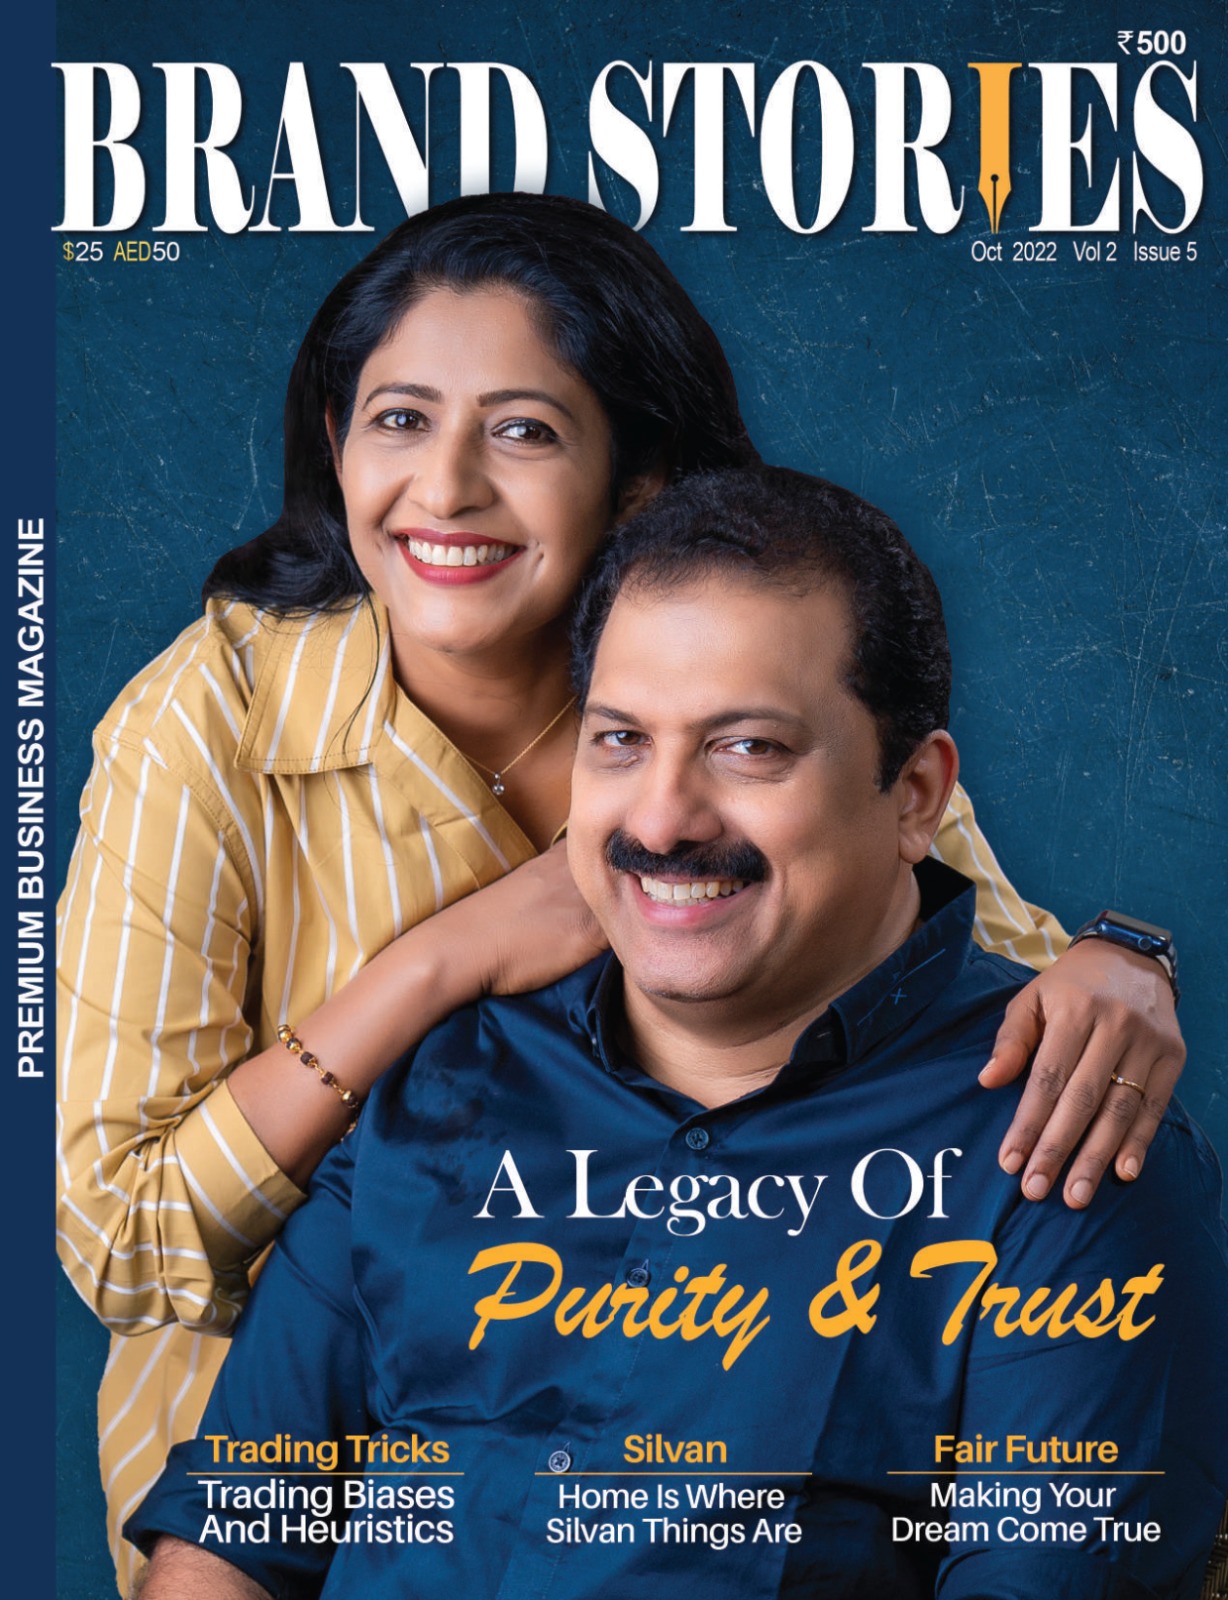 ₹500
BRAND STORIES
$25 AED50
Oct 2022 Vol 2 Issue 5
PREMIUM BUSINESS MAGAZINE
A Legacy Of
Purity & Trust
Trading Tricks
Trading Biases
And Heuristics
Silvan
Home Is Where
Silvan Things Are
Fair Future
Making Your
Dream Come True